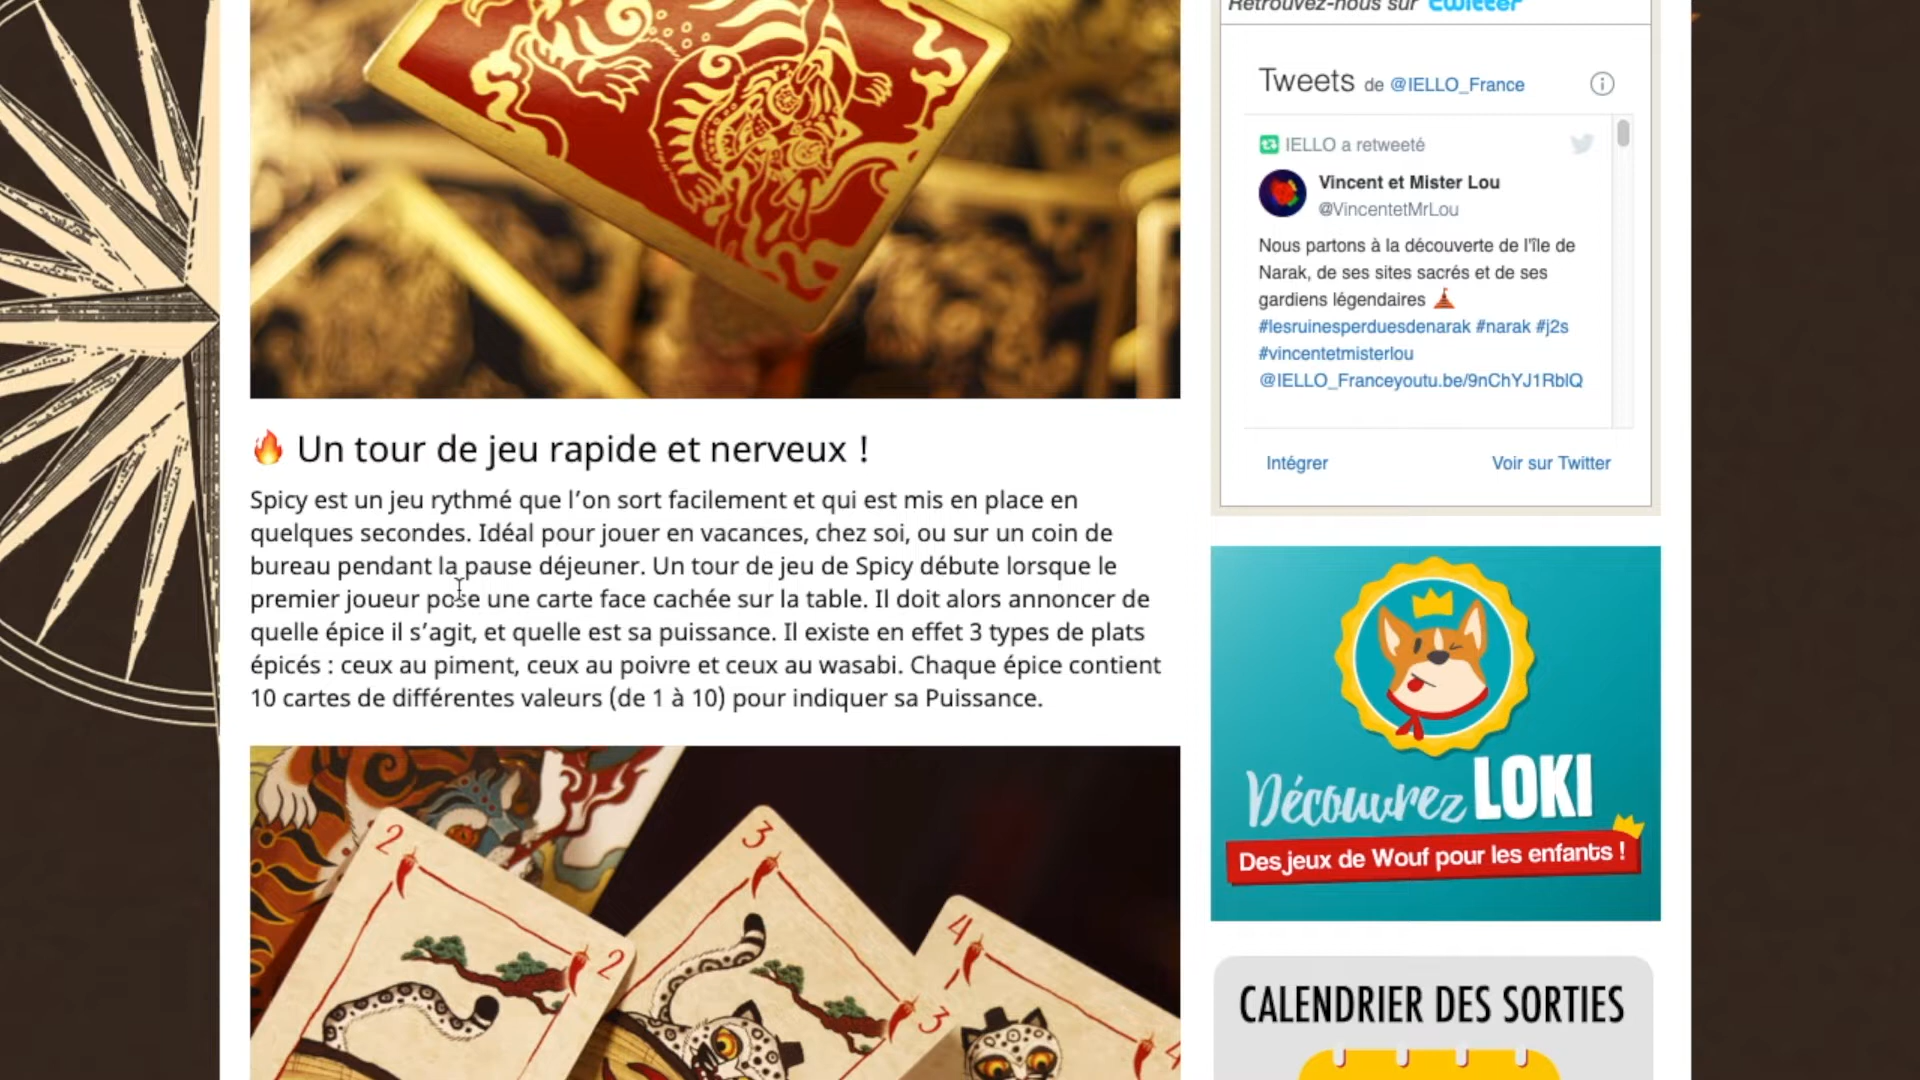 Un tour de jeu rapide et nerveux !
Spicy est un jeu rythmé que l’on sort facilement et qui est mis en place en
quelques secondes. Idéal pour jouer en vacances, chez soi, ou sur un coin de
bureau pendant la pause déjeuner. Un tour de jeu de Spicy débute lorsque le
premier joueur pose une carte face cachée sur la table. Il doit alors annoncer de
quelle épice il s’agit, et quelle est sa puissance. Il existe en effet 3 types de plats
épicés : ceux au piment, ceux au poivre et ceux au wasabi. Chaque épice contient
10 cartes de différentes valeurs (de 1 à 10) pour indiquer sa Puissance.
2
2
3
3
4
4
Retrouvez-nous sur twitter
Tweets de @IELLO_France
IELLO a retweeté
Vincent et Mister Lou
@VincentetMrLou
Nous partons à la découverte de l'île de
Narak, de ses sites sacrés et de ses
gardiens légendaires
#lesruinesperduesdenarak #narak #j2s
#vincentetmisterlou
@IELLO_Franceyoutu.be/9nChYJ1RblQ
Intégrer
Voir sur Twitter
Découvrez LOKI
Des jeux de Wouf pour les enfants !
CALENDRIER DES SORTIES